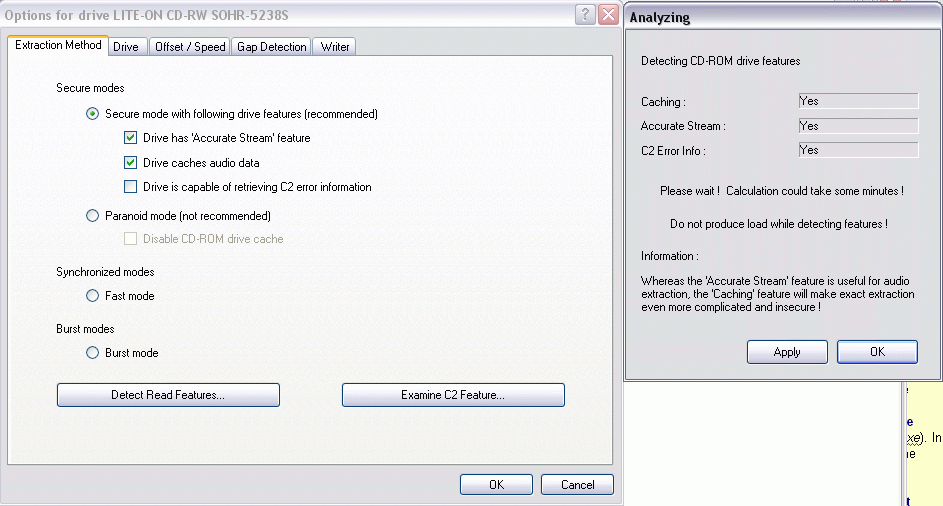 Options for drive LITE-ON CD-RW SOHR-5238S
Extraction Method
Drive
Offset / Speed
Gap Detection
Writer
Secure modes
Secure mode with following drive features (recommended)
Drive has 'Accurate Stream' feature
Drive caches audio data
Drive is capable of retrieving C2 error information
Paranoid mode (not recommended)
Disable CD-ROM drive cache
Synchronized modes
Fast mode
Burst modes
Burst mode
Detect Read Features...
Examine C2 Feature...
OK
Cancel
Analyzing
Detecting CD-ROM drive features
Caching : Yes
Accurate Stream : Yes
C2 Error Info : Yes
Please wait ! Calculation could take some minutes !
Do not produce load while detecting features !
Information :
Whereas the 'Accurate Stream' feature is useful for audio
extraction, the 'Caching' feature will make exact extraction
even more complicated and insecure !
Apply
OK
e
xe). In
ne
t